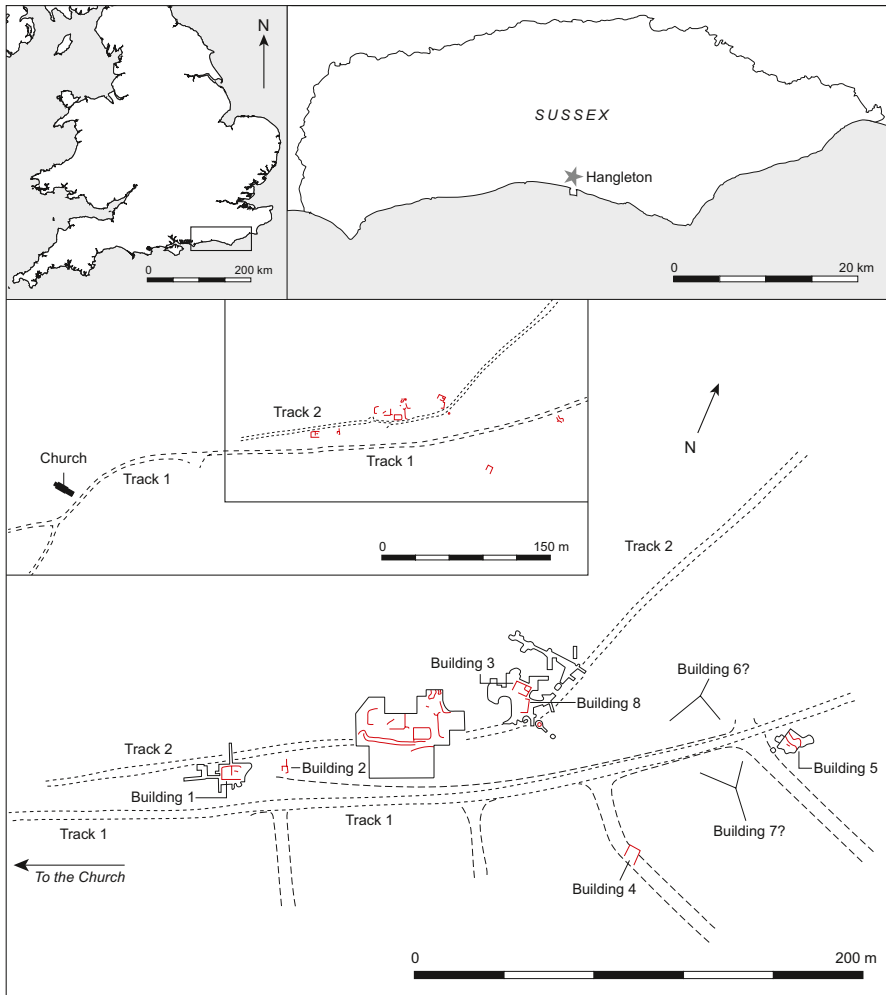 N
0
200 km
SUSSEX
Hangleton
0
20 km
Track 2
Church
Track 1
Track 1
0
150 m
N
Track 2
Building 3
Building 6?
Building 8
Track 2
Building 2
Building 5
Building 1
Track 1
Track 1
Building 7?
To the Church
Building 4
0
200 m